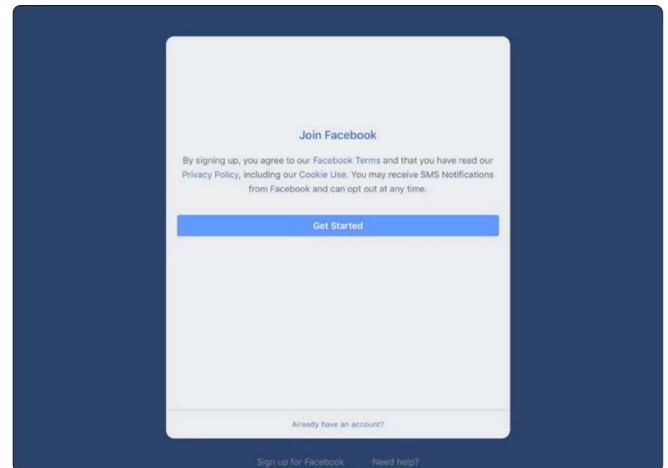 Join Facebook
By signing up, you agree to our Facebook Terms and that you have read our
Privacy Policy, including our Cookie Use. You may receive SMS Notifications
from Facebook and can opt out at any time.
Get Started
Already have an account?
Sign up for Facebook Need help?